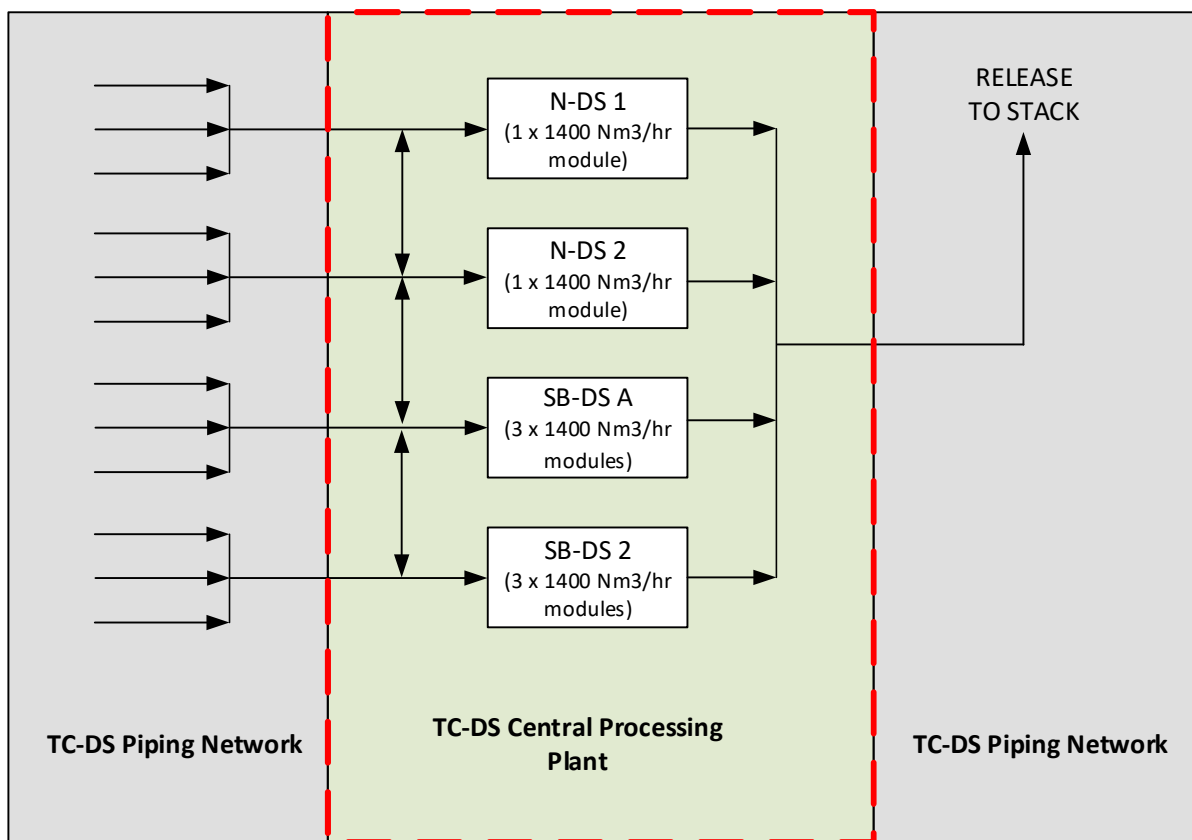 RELEASE
TO STACK
N-DS 1
(1 x 1400 Nm3/hr
module)
N-DS 2
(1 x 1400 Nm3/hr
module)
SB-DS A
(3 x 1400 Nm3/hr
modules)
SB-DS 2
(3 x 1400 Nm3/hr
modules)
TC-DS Piping Network
TC-DS Central Processing
Plant
TC-DS Piping Network